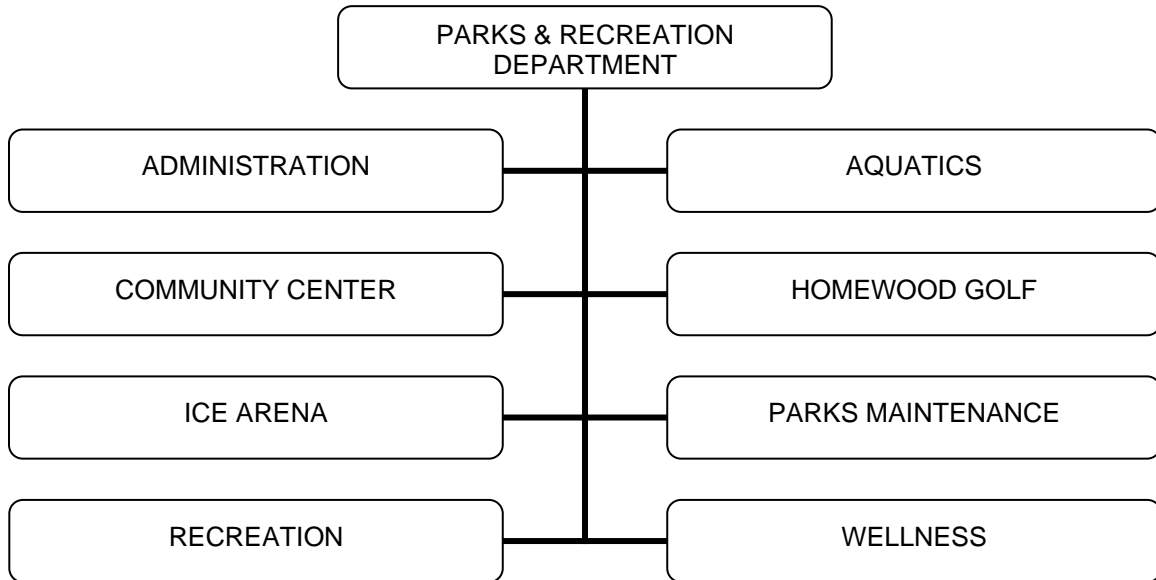 PARKS & RECREATION
DEPARTMENT
ADMINISTRATION
AQUATICS
COMMUNITY CENTER
HOMEWOOD GOLF
ICE ARENA
PARKS MAINTENANCE
RECREATION
WELLNESS